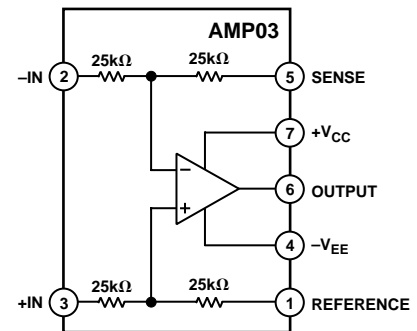 AMP03
–IN 2 25kΩ 25kΩ 5 SENSE
7 +VCC
–
6 OUTPUT
+
4 –VEE
+IN 3 25kΩ 25kΩ 1 REFERENCE